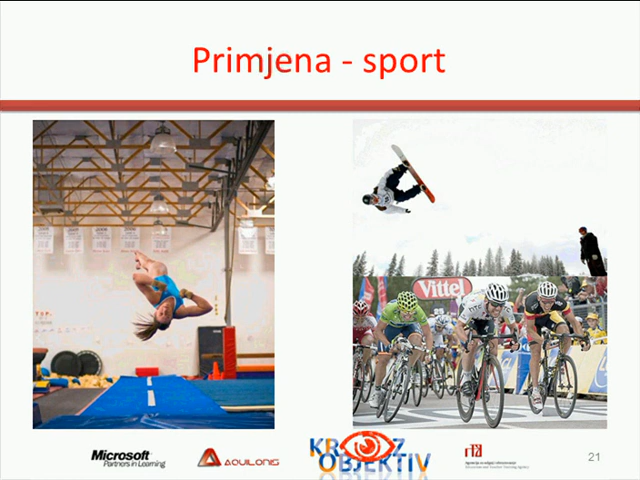 Primjena - sport
Vittel
Microsoft
Partners in Learning
AQUILONIS
KROZ
OBJEKTIV
21